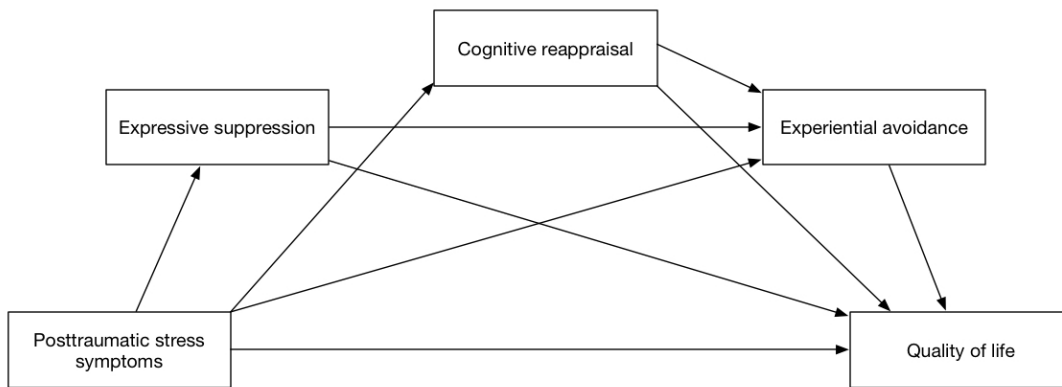 Cognitive reappraisal
Expressive suppression
Experiential avoidance
Posttraumatic stress
symptoms
Quality of life